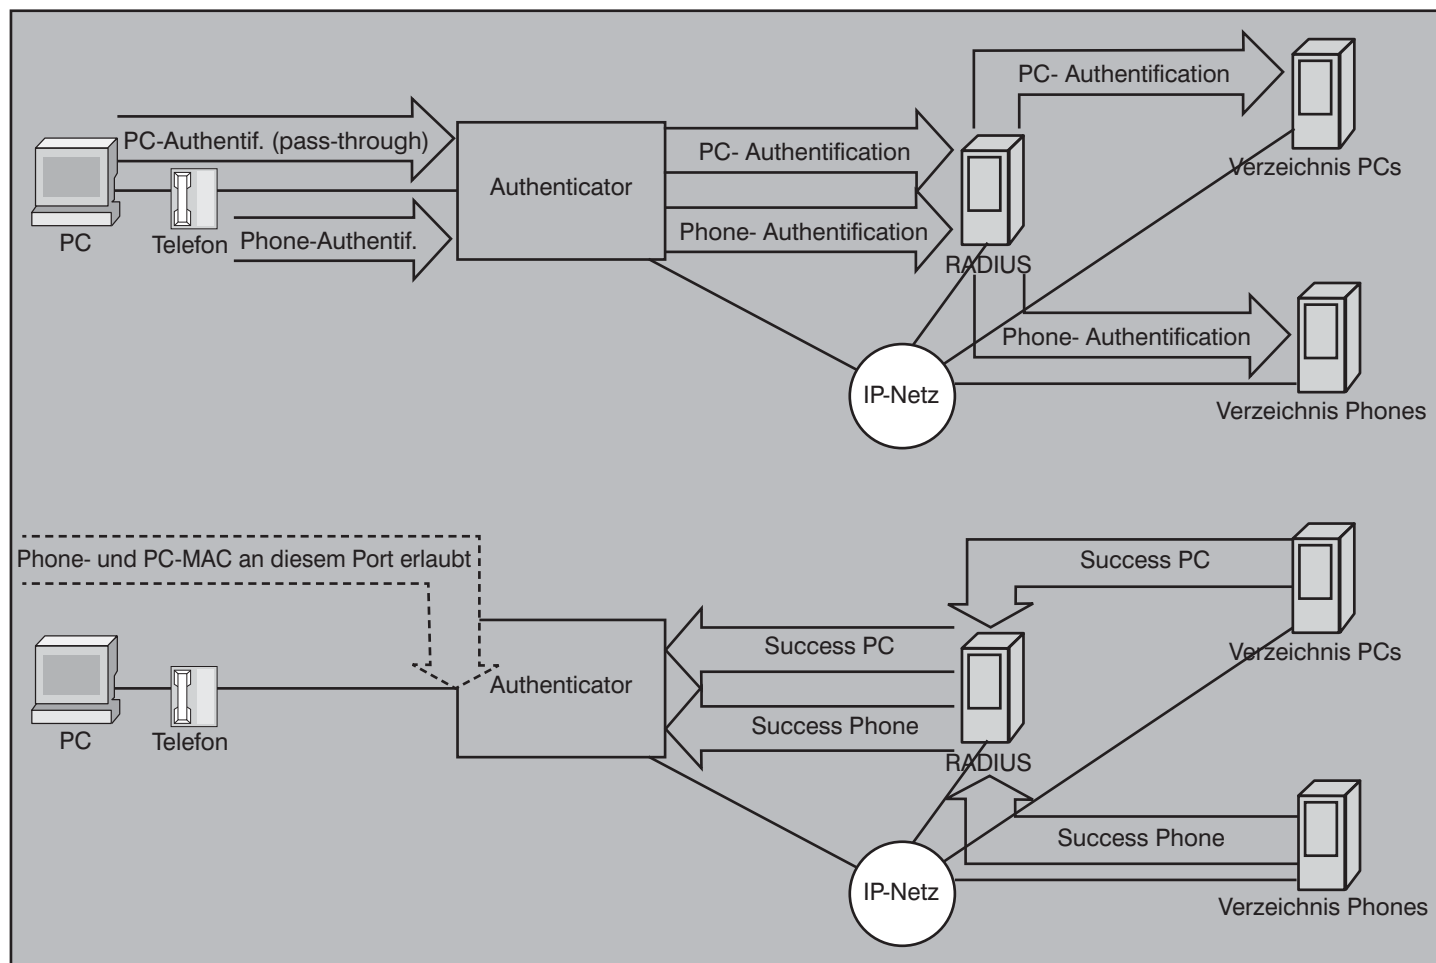 PC- Authentification
PC-Authentif. (pass-through)
PC- Authentification
Verzeichnis PCs
Authenticator
PC
Telefon
Phone-Authentif.
Phone- Authentification
RADIUS
Phone- Authentification
IP-Netz
Verzeichnis Phones
Phone- und PC-MAC an diesem Port erlaubt
Success PC
Success PC
Verzeichnis PCs
Authenticator
Success Phone
PC
Telefon
RADIUS
Success Phone
IP-Netz
Verzeichnis Phones